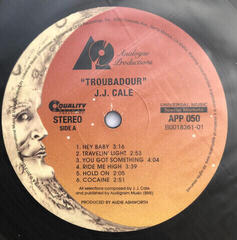 Analogue
Productions
"TROUBADOUR"
J.J. CALE
QUALITY
STEREO
SIDE A
UNIVERSAL MUSIC
Special Markets
APP 050
B0018361-01
1. HEY BABY 3:16
2. TRAVELIN' LIGHT 2:53
3. YOU GOT SOMETHING 4:04
4. RIDE ME HIGH 3:39
5. HOLD ON 2:05
6. COCAINE 2:51
All selections composed by J.J. Cale
and published by Audigram Music (BMI)
PRODUCED BY AUDIE ASHWORTH